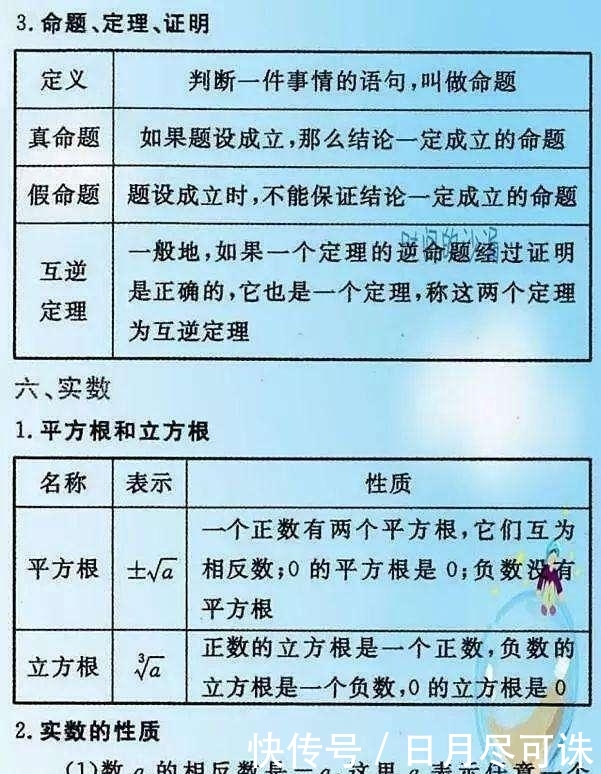 3.命题、定理、证明
定义 判断一件事情的语句,叫做命题
真命题 如果题设成立,那么结论一定成立的命题
假命题 题设成立时,不能保证结论一定成立的命题
互逆定理 一般地,如果一个定理的逆命题经过证明
是正确的,它也是一个定理,称这两个定理
为互逆定理
时间的沙漏
六、实数
1.平方根和立方根
名称 表示 性质
平方根 ±√a 一个正数有两个平方根,它们互为
相反数;0 的平方根是 0;负数没有
平方根
立方根 ∛a 正数的立方根是一个正数,负数的
立方根是一个负数,0 的立方根是 0
2.实数的性质
(1)数 a 的相反数是-a,这里 a 表示任意一个
快传号 / 日月尽可诛